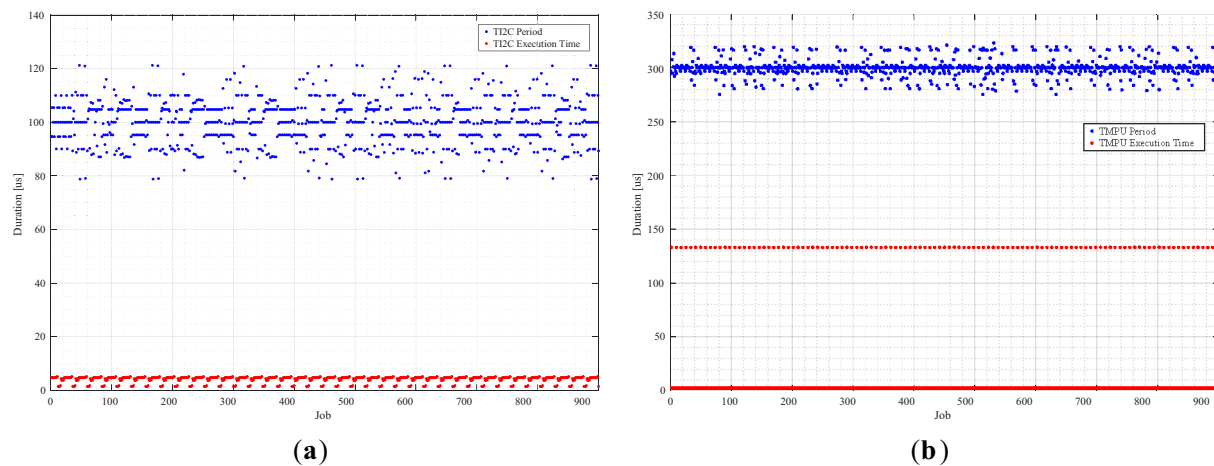 140
120
100
80
60
40
20
0
Duration [us]
TI2C Period
TI2C Execution Time
0 100 200 300 400 500 600 700 800 900
Job
(a)
350
300
250
200
150
100
50
0
Duration [us]
TMPU Period
TMPU Execution Time
0 100 200 300 400 500 600 700 800 900
Job
(b)